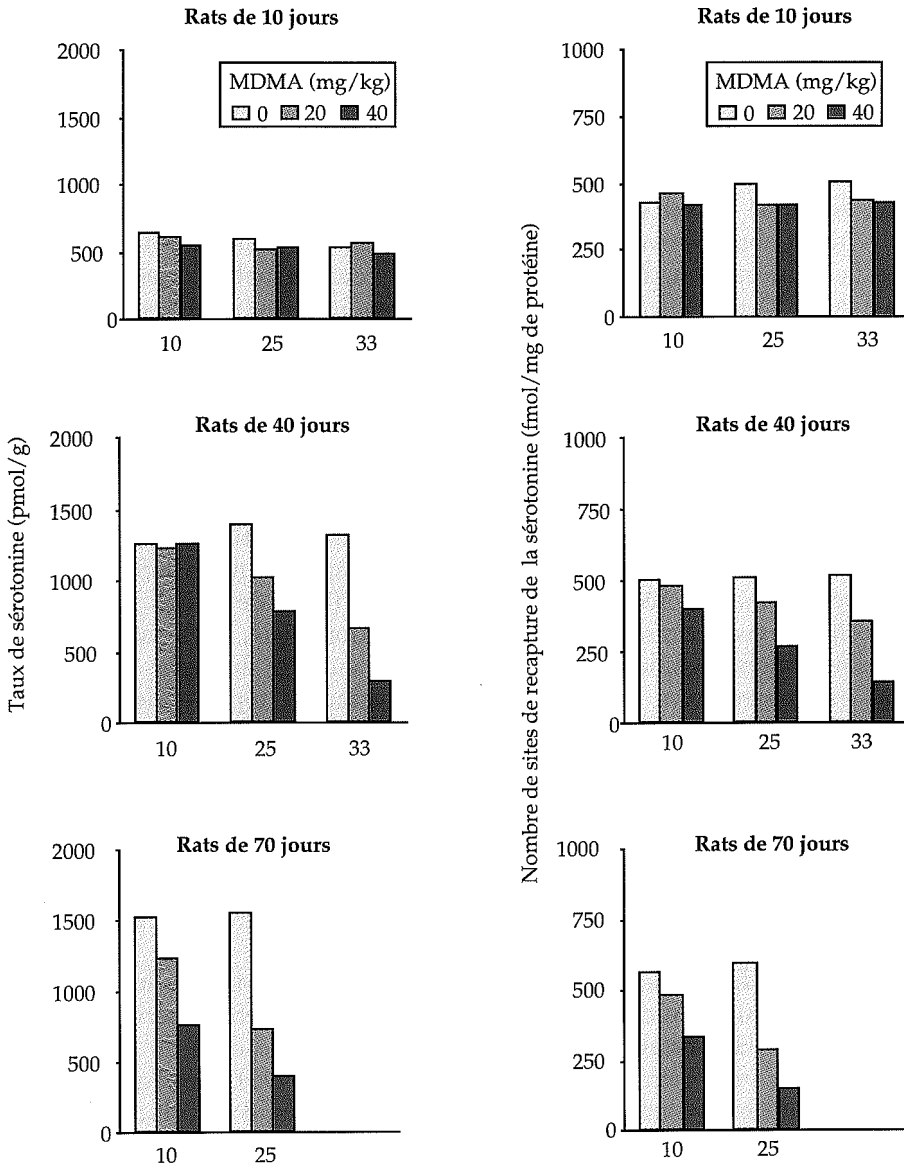 Rats de 10 jours
2000
1500
1000
500
0
MDMA (mg/kg)
0 20 40
10 25 33
Rats de 10 jours
1000
750
500
250
0
MDMA (mg/kg)
0 20 40
10 25 33
Taux de sérotonine (pmol/g)
Rats de 40 jours
2000
1500
1000
500
0
10 25 33
Nombre de sites de recapture de la sérotonine (fmol/mg de protéine)
Rats de 40 jours
1000
750
500
250
0
10 25 33
Rats de 70 jours
2000
1500
1000
500
0
10 25
Rats de 70 jours
1000
750
500
250
0
10 25